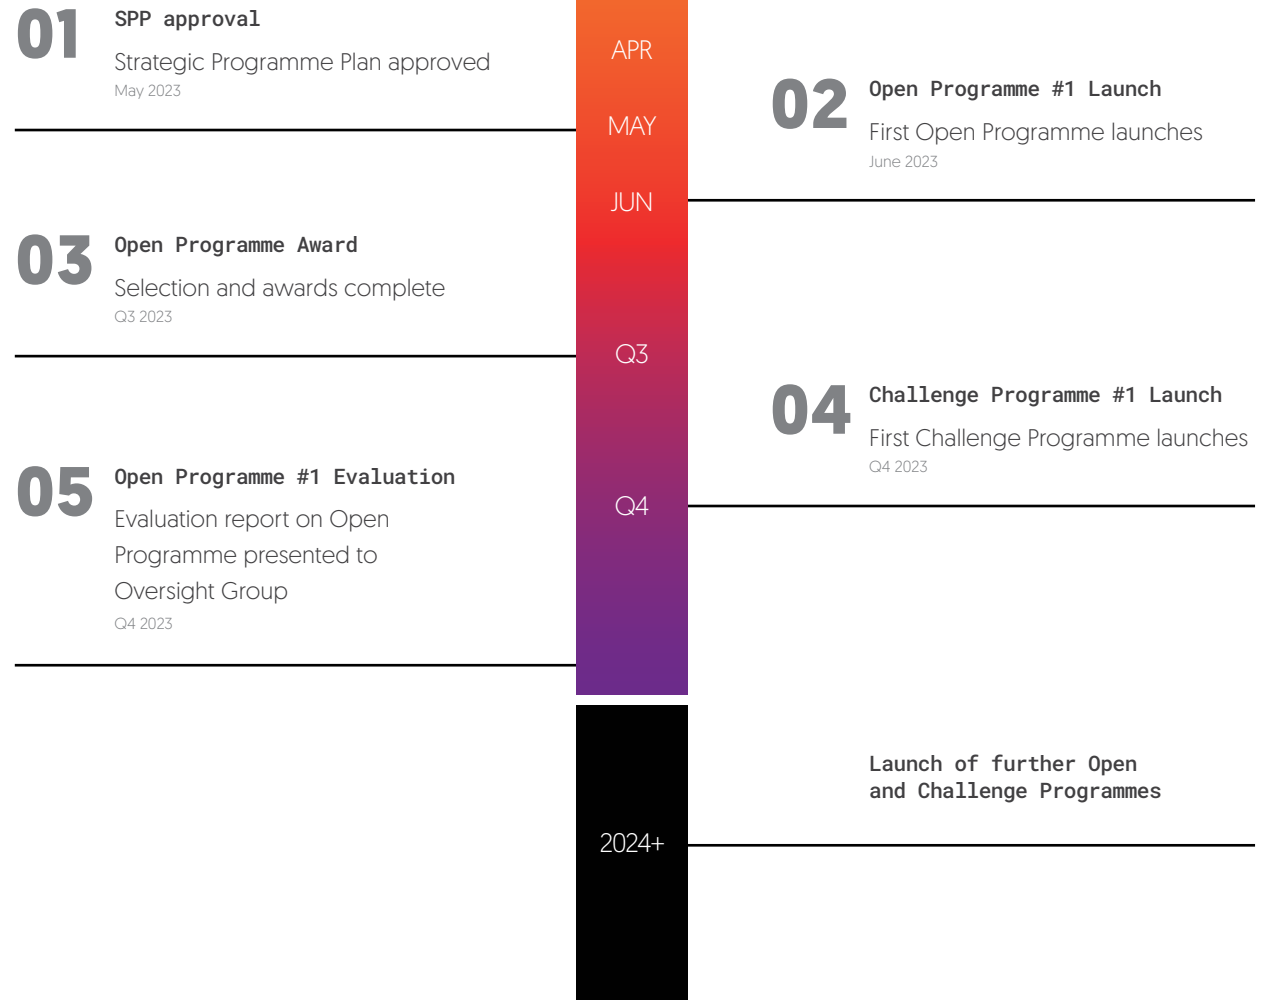 01
SPP approval
Strategic Programme Plan approved
May 2023
APR
MAY
JUN
02
Open Programme #1 Launch
First Open Programme launches
June 2023
03
Open Programme Award
Selection and awards complete
Q3 2023
Q3
04
Challenge Programme #1 Launch
First Challenge Programme launches
Q4 2023
Q4
05
Open Programme #1 Evaluation
Evaluation report on Open
Programme presented to
Oversight Group
Q4 2023
2024+
Launch of further Open
and Challenge Programmes